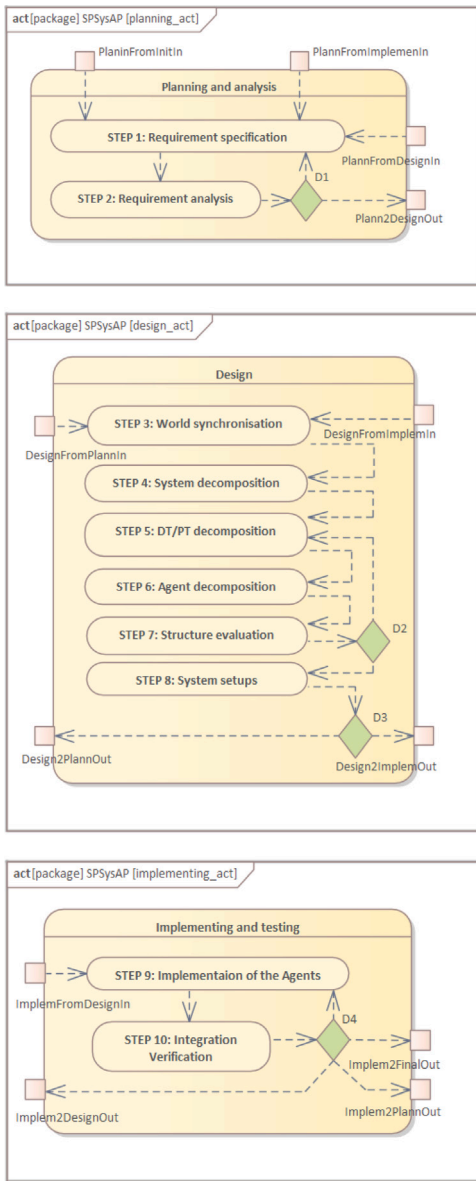 act [package] SPSysAP [planning_act]
PlaninFromInitIn
PlannFromImplemenIn
Planning and analysis
STEP 1: Requirement specification
PlannFromDesignIn
D1
STEP 2: Requirement analysis
Plann2DesignOut
act [package] SPSysAP [design_act]
Design
STEP 3: World synchronisation
DesignFromPlannIn
DesignFromImplemIn
STEP 4: System decomposition
STEP 5: DT/PT decomposition
STEP 6: Agent decomposition
STEP 7: Structure evaluation
D2
STEP 8: System setups
D3
Design2PlannOut
Design2ImplemOut
act [package] SPSysAP [implementing_act]
Implementing and testing
STEP 9: Implementaion of the Agents
ImplemFromDesignIn
D4
STEP 10: Integration
Verification
Implem2FinalOut
Implem2DesignOut
Implem2PlannOut